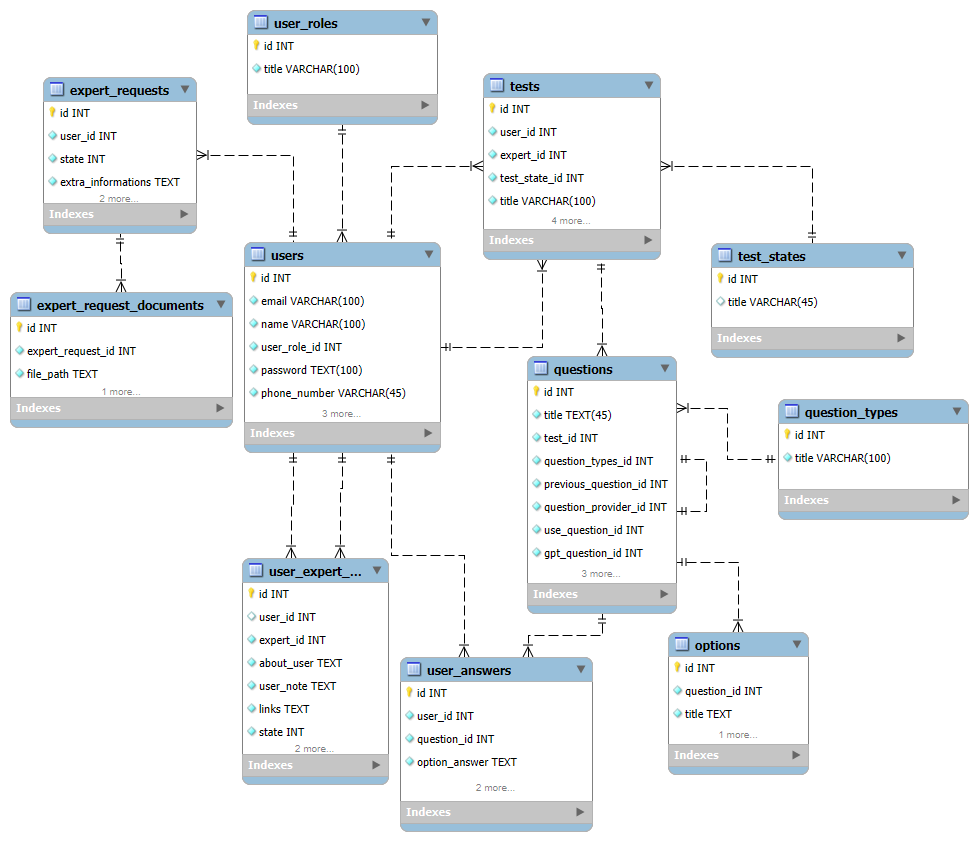 user_roles
id INT
title VARCHAR(100)
Indexes
expert_requests
id INT
user_id INT
state INT
extra_informations TEXT
2 more...
Indexes
tests
id INT
user_id INT
expert_id INT
test_state_id INT
title VARCHAR(100)
4 more...
Indexes
users
id INT
email VARCHAR(100)
name VARCHAR(100)
user_role_id INT
password TEXT(100)
phone_number VARCHAR(45)
3 more...
Indexes
test_states
id INT
title VARCHAR(45)
Indexes
expert_request_documents
id INT
expert_request_id INT
file_path TEXT
1 more...
Indexes
questions
id INT
title TEXT(45)
test_id INT
question_types_id INT
previous_question_id INT
question_provider_id INT
use_question_id INT
gpt_question_id INT
3 more...
Indexes
question_types
id INT
title VARCHAR(100)
Indexes
user_expert_...
id INT
user_id INT
expert_id INT
about_user TEXT
user_note TEXT
links TEXT
state INT
2 more...
Indexes
user_answers
id INT
user_id INT
question_id INT
option_answer TEXT
2 more...
Indexes
options
id INT
question_id INT
title TEXT
1 more...
Indexes